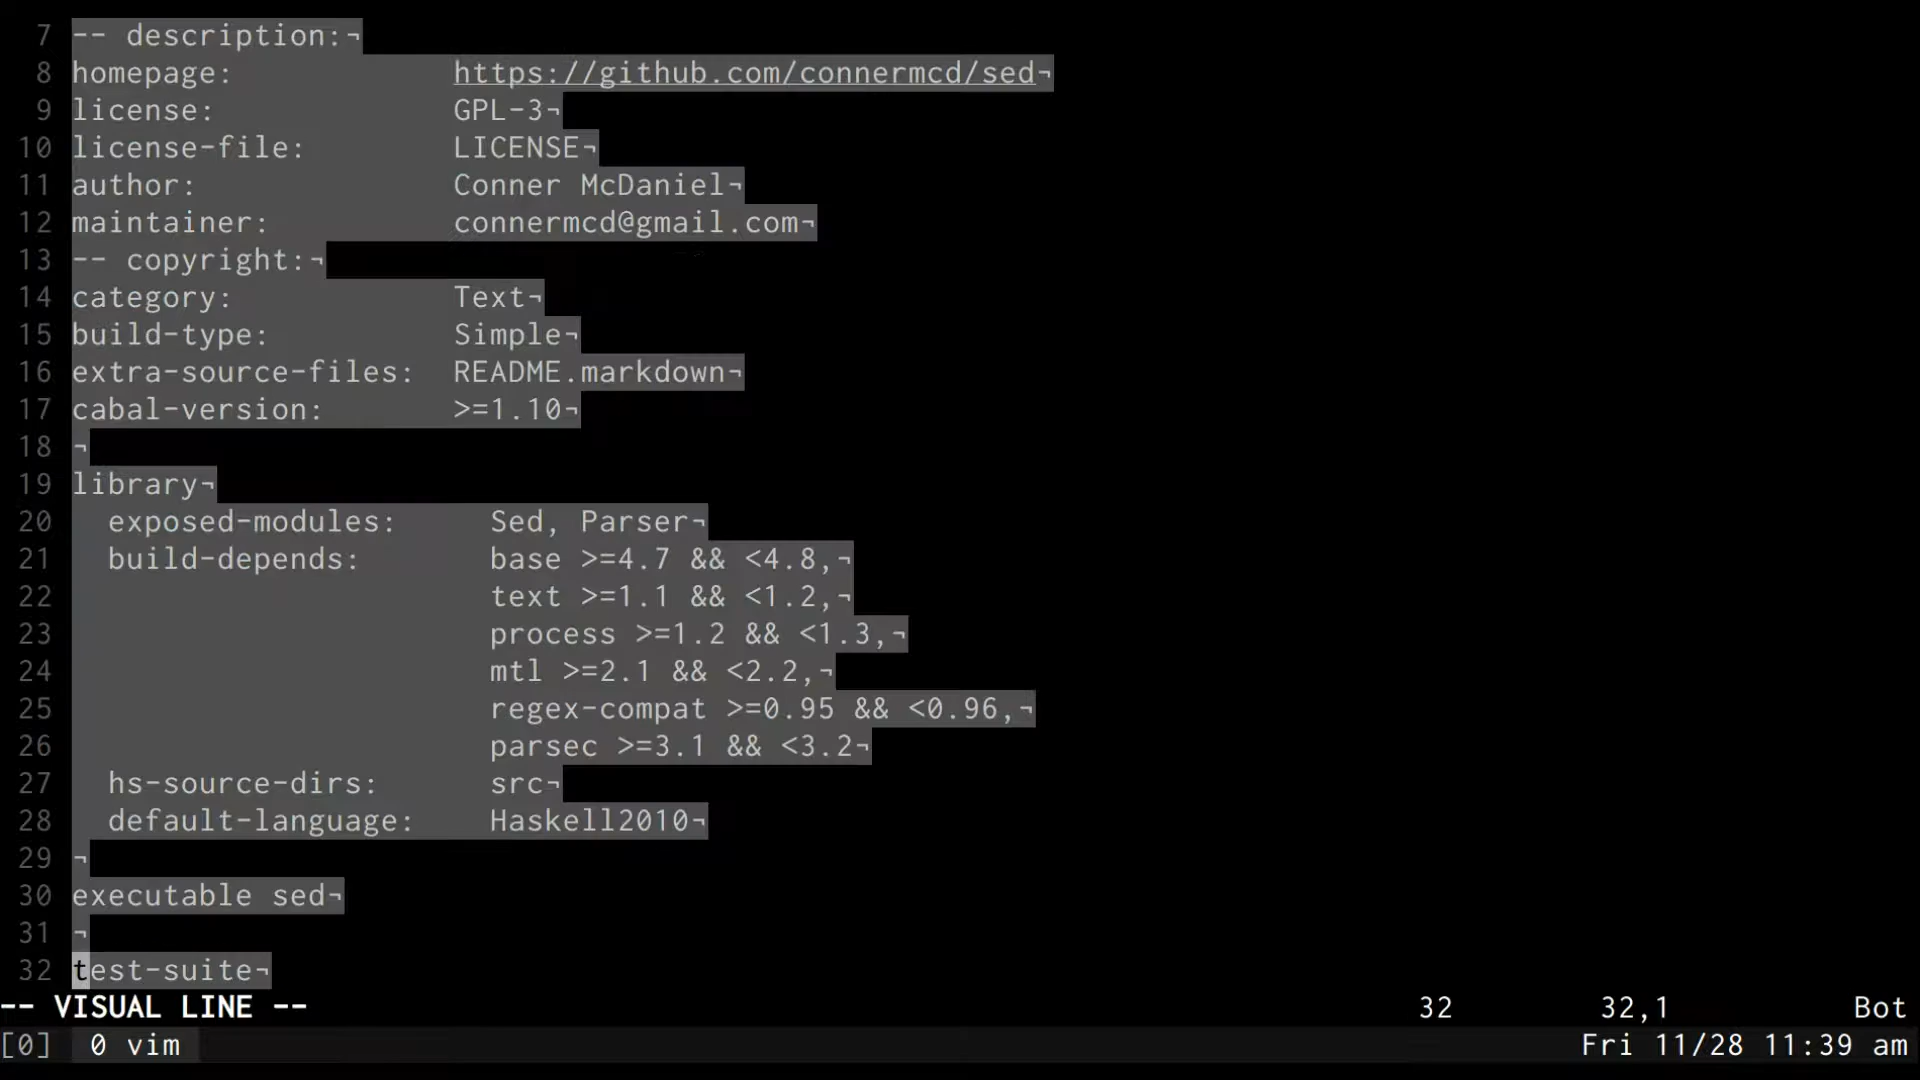 7 -- description:¬
8 homepage:            https://github.com/connermcd/sed¬
9 license:             GPL-3¬
10 license-file:        LICENSE¬
11 author:              Conner McDaniel¬
12 maintainer:          connermcd@gmail.com¬
13 -- copyright:¬
14 category:            Text¬
15 build-type:          Simple¬
16 extra-source-files:  README.markdown¬
17 cabal-version:       >=1.10¬
18 ¬
19 library¬
20   exposed-modules:     Sed, Parser¬
21   build-depends:       base >=4.7 && <4.8,¬
22                        text >=1.1 && <1.2,¬
23                        process >=1.2 && <1.3,¬
24                        mtl >=2.1 && <2.2,¬
25                        regex-compat >=0.95 && <0.96,¬
26                        parsec >=3.1 && <3.2¬
27   hs-source-dirs:      src¬
28   default-language:    Haskell2010¬
29 ¬
30 executable sed¬
31 ¬
32 test-suite¬
-- VISUAL LINE -- 32 32,1 Bot
[0] 0 vim Fri 11/28 11:39 am